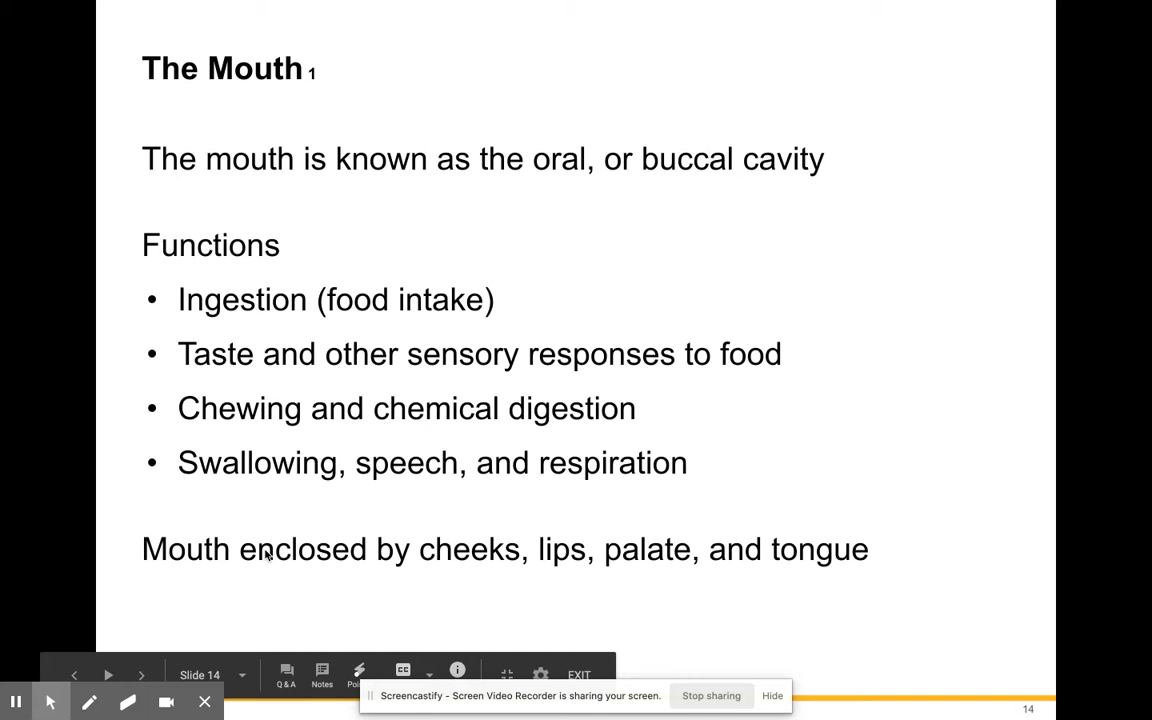 The Mouth 1
The mouth is known as the oral, or buccal cavity
Functions
• Ingestion (food intake)
• Taste and other sensory responses to food
• Chewing and chemical digestion
• Swallowing, speech, and respiration
Mouth enclosed by cheeks, lips, palate, and tongue
Slide 14
Q & A
Notes
CC
EXIT
Screencastify - Screen Video Recorder is sharing your screen.
Stop sharing
Hide
14